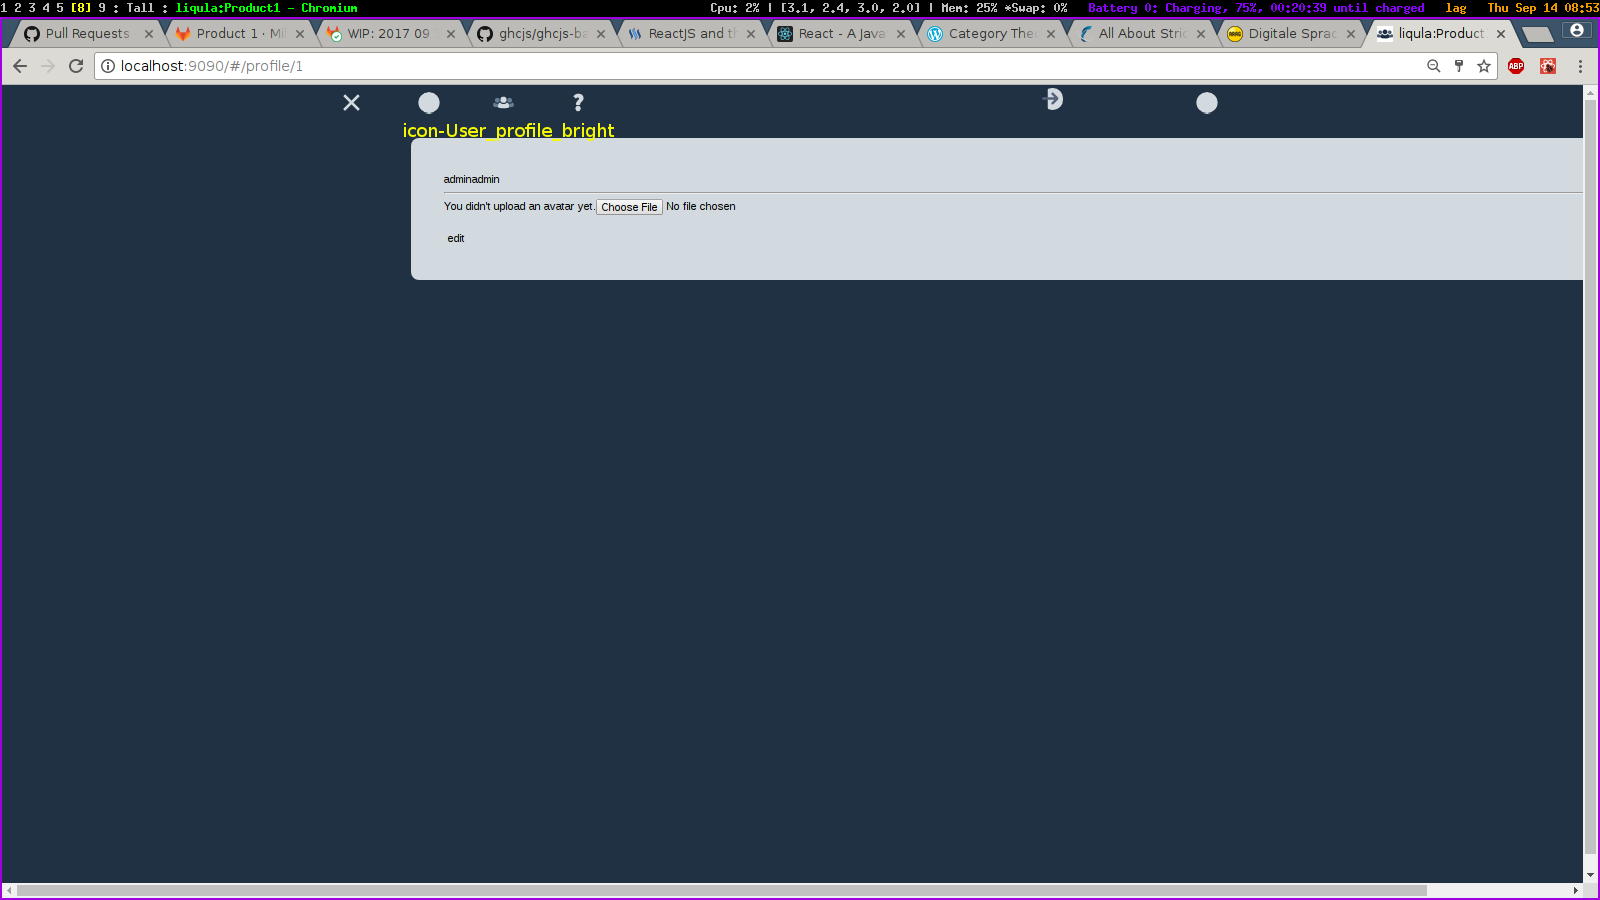 1 2 3 4 5 [8] 9 : Tall : liqula:Product1 - Chromium Cpu: 2% | [3.1, 2.4, 3.0, 2.0] | Mem: 25% *Swap: 0% Battery 0: Charging, 75%, 00:20:39 until charged lag Thu Sep 14 08:53
Pull Requests Product 1 · Mi WIP: 2017 09 ghcjs/ghcjs-ba ReactJS and th React - A Java Category The All About Stric Digitale Sprac liqula:Product
localhost:9090/#/profile/1 ABP
?
icon-User_profile_bright
adminadmin
You didn't upload an avatar yet. Choose File No file chosen
edit